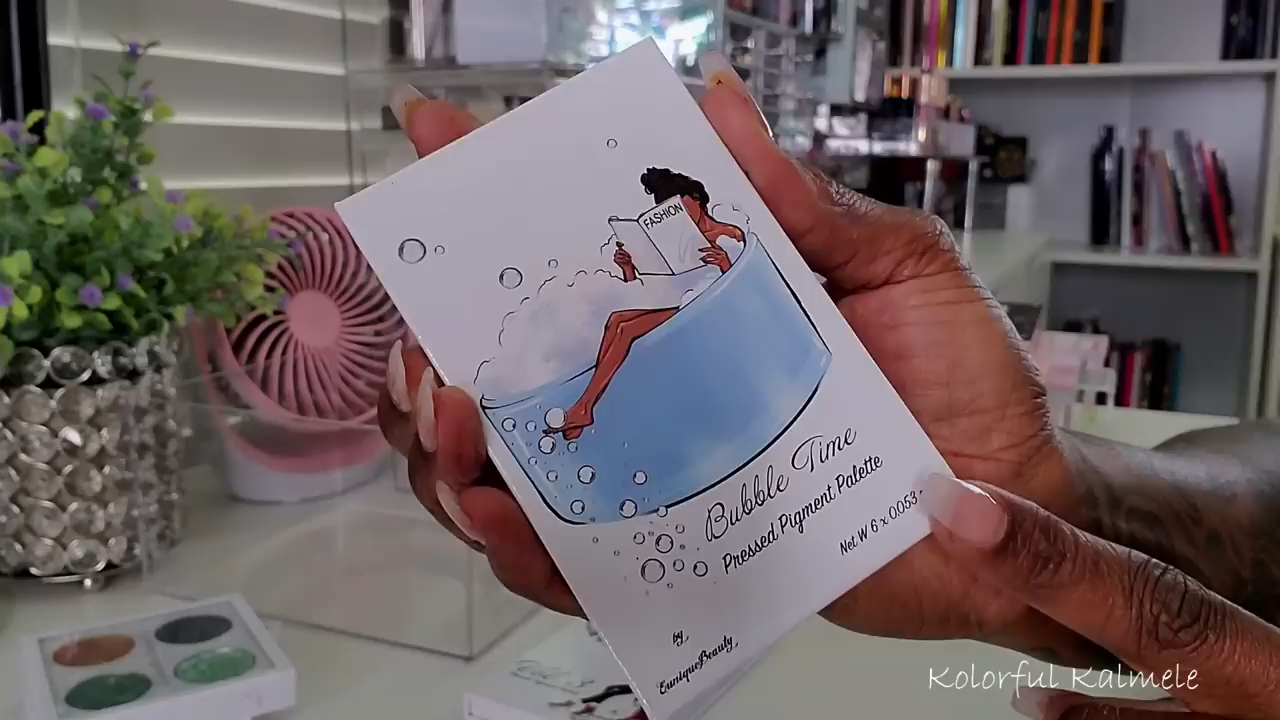 FASHION
Bubble Time
Pressed Pigment Palette
Net W 6 x 0.053
by
EuniqueBeauty
Kolorful Kalmele